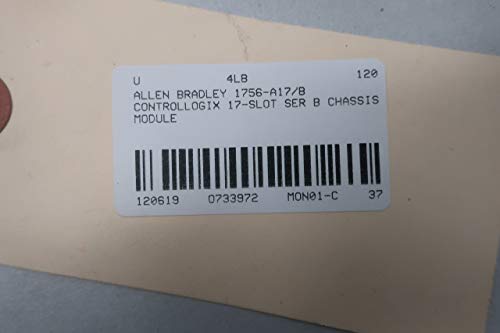 U 4LB 120
ALLEN BRADLEY 1756-A17/B
CONTROLLOGIX 17-SLOT SER B CHASSIS
MODULE
120619 0733972 MON01-C 37